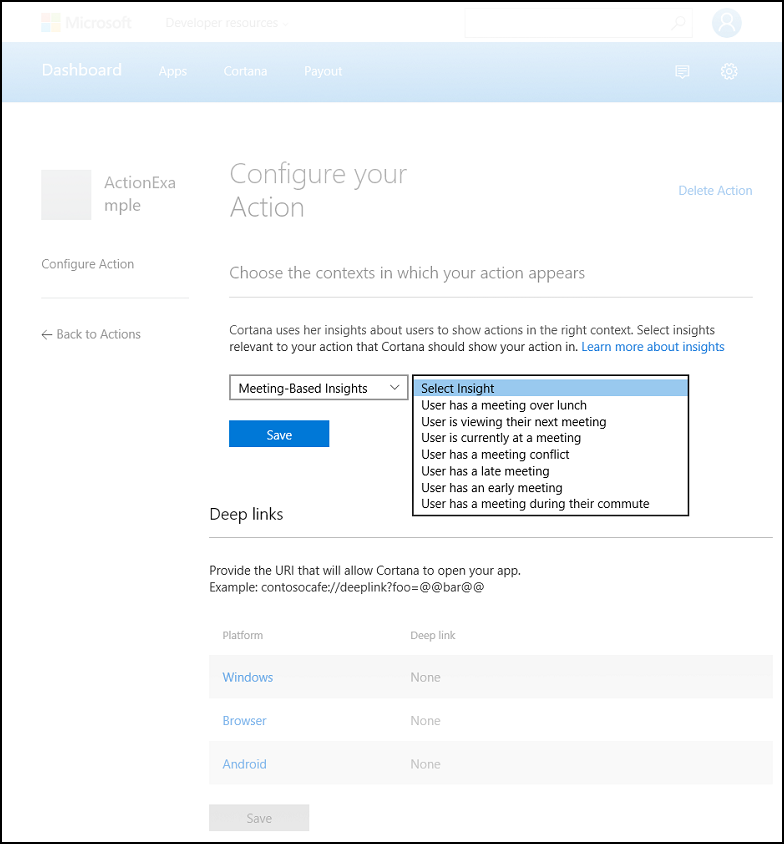 Microsoft
Developer resources
Dashboard
Apps
Cortana
Payout
ActionExa
mple
Configure your
Action
Delete Action
Configure Action
Choose the contexts in which your action appears
← Back to Actions
Cortana uses her insights about users to show actions in the right context. Select insights
relevant to your action that Cortana should show your action in. Learn more about insights
Meeting-Based Insights
Select Insight
User has a meeting over lunch
User is viewing their next meeting
User is currently at a meeting
User has a meeting conflict
User has a late meeting
User has an early meeting
User has a meeting during their commute
Save
Deep links
Provide the URI that will allow Cortana to open your app.
Example: contosocafe://deeplink?foo=@@bar@@
Platform
Deep link
Windows
None
Browser
None
Android
None
Save